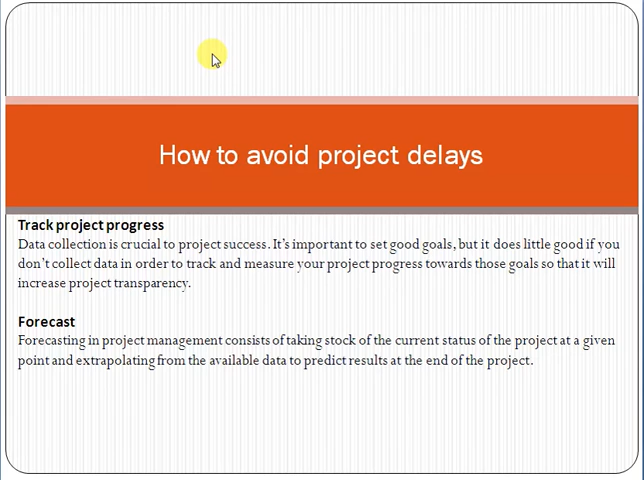 How to avoid project delays
Track project progress
Data collection is crucial to project success. It's important to set good goals, but it does little good if you
don't collect data in order to track and measure your project progress towards those goals so that it will
increase project transparency.
Forecast
Forecasting in project management consists of taking stock of the current status of the project at a given
point and extrapolating from the available data to predict results at the end of the project.